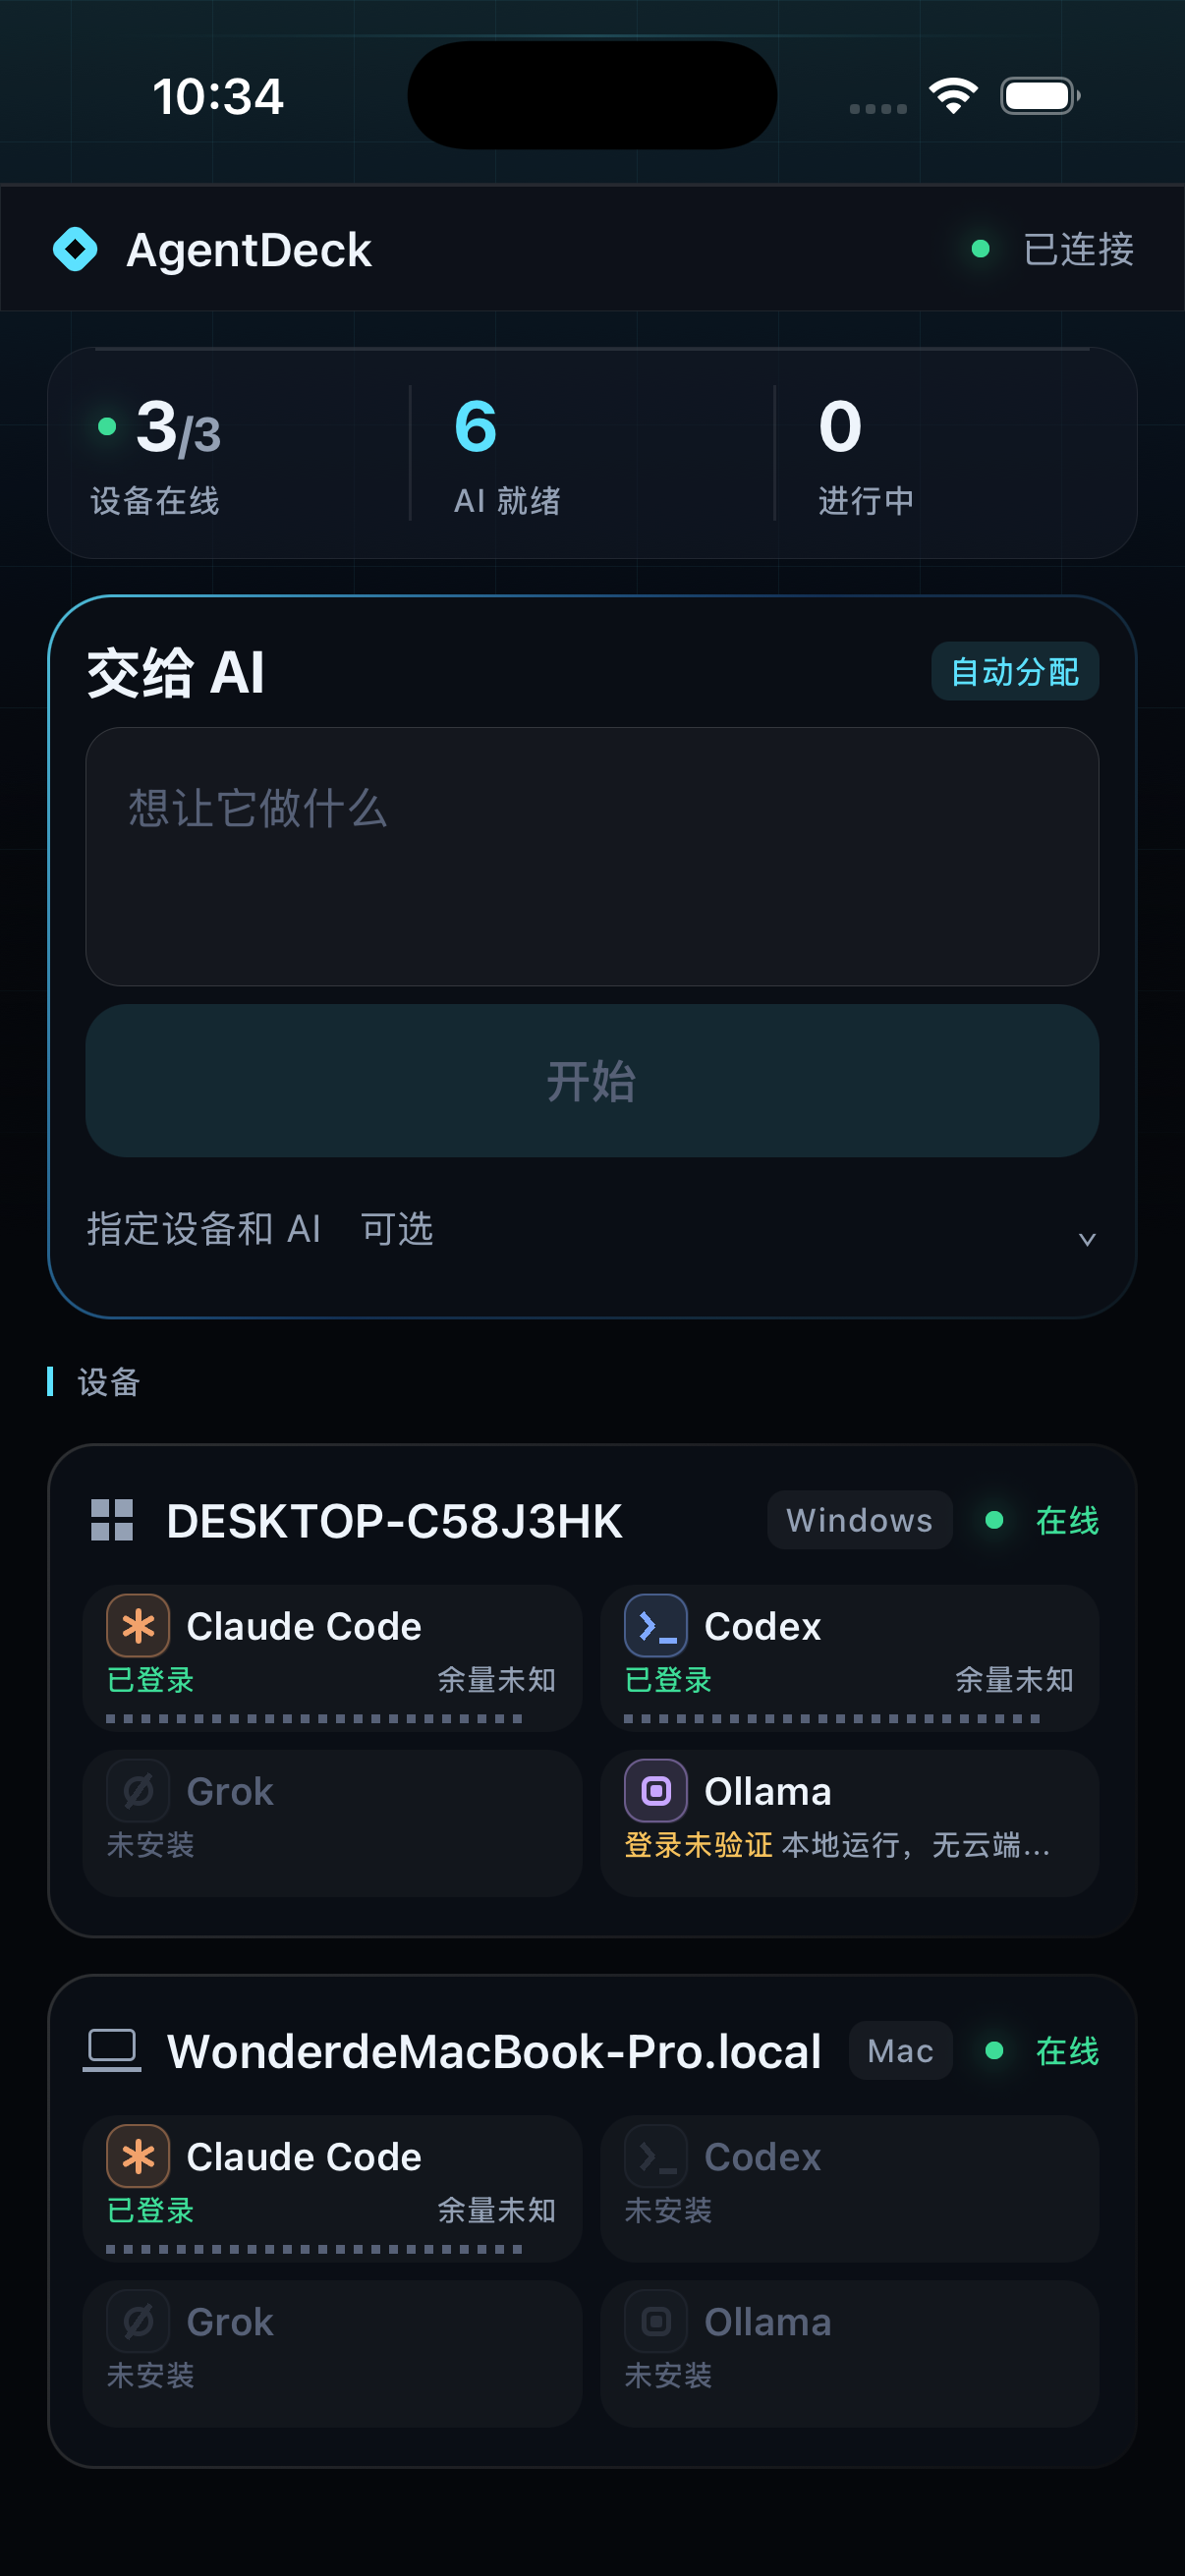 10:34
AgentDeck 已连接
3/3 6 0
设备在线 AI 就绪 进行中
交给 AI 自动分配
想让它做什么
开始
指定设备和 AI 可选
设备
DESKTOP-C58J3HK Windows 在线
Claude Code Codex
已登录 余量未知 已登录 余量未知
Grok Ollama
未安装 登录未验证 本地运行，无云端...
WonderdeMacBook-Pro.local Mac 在线
Claude Code Codex
已登录 余量未知 未安装
Grok Ollama
未安装 未安装